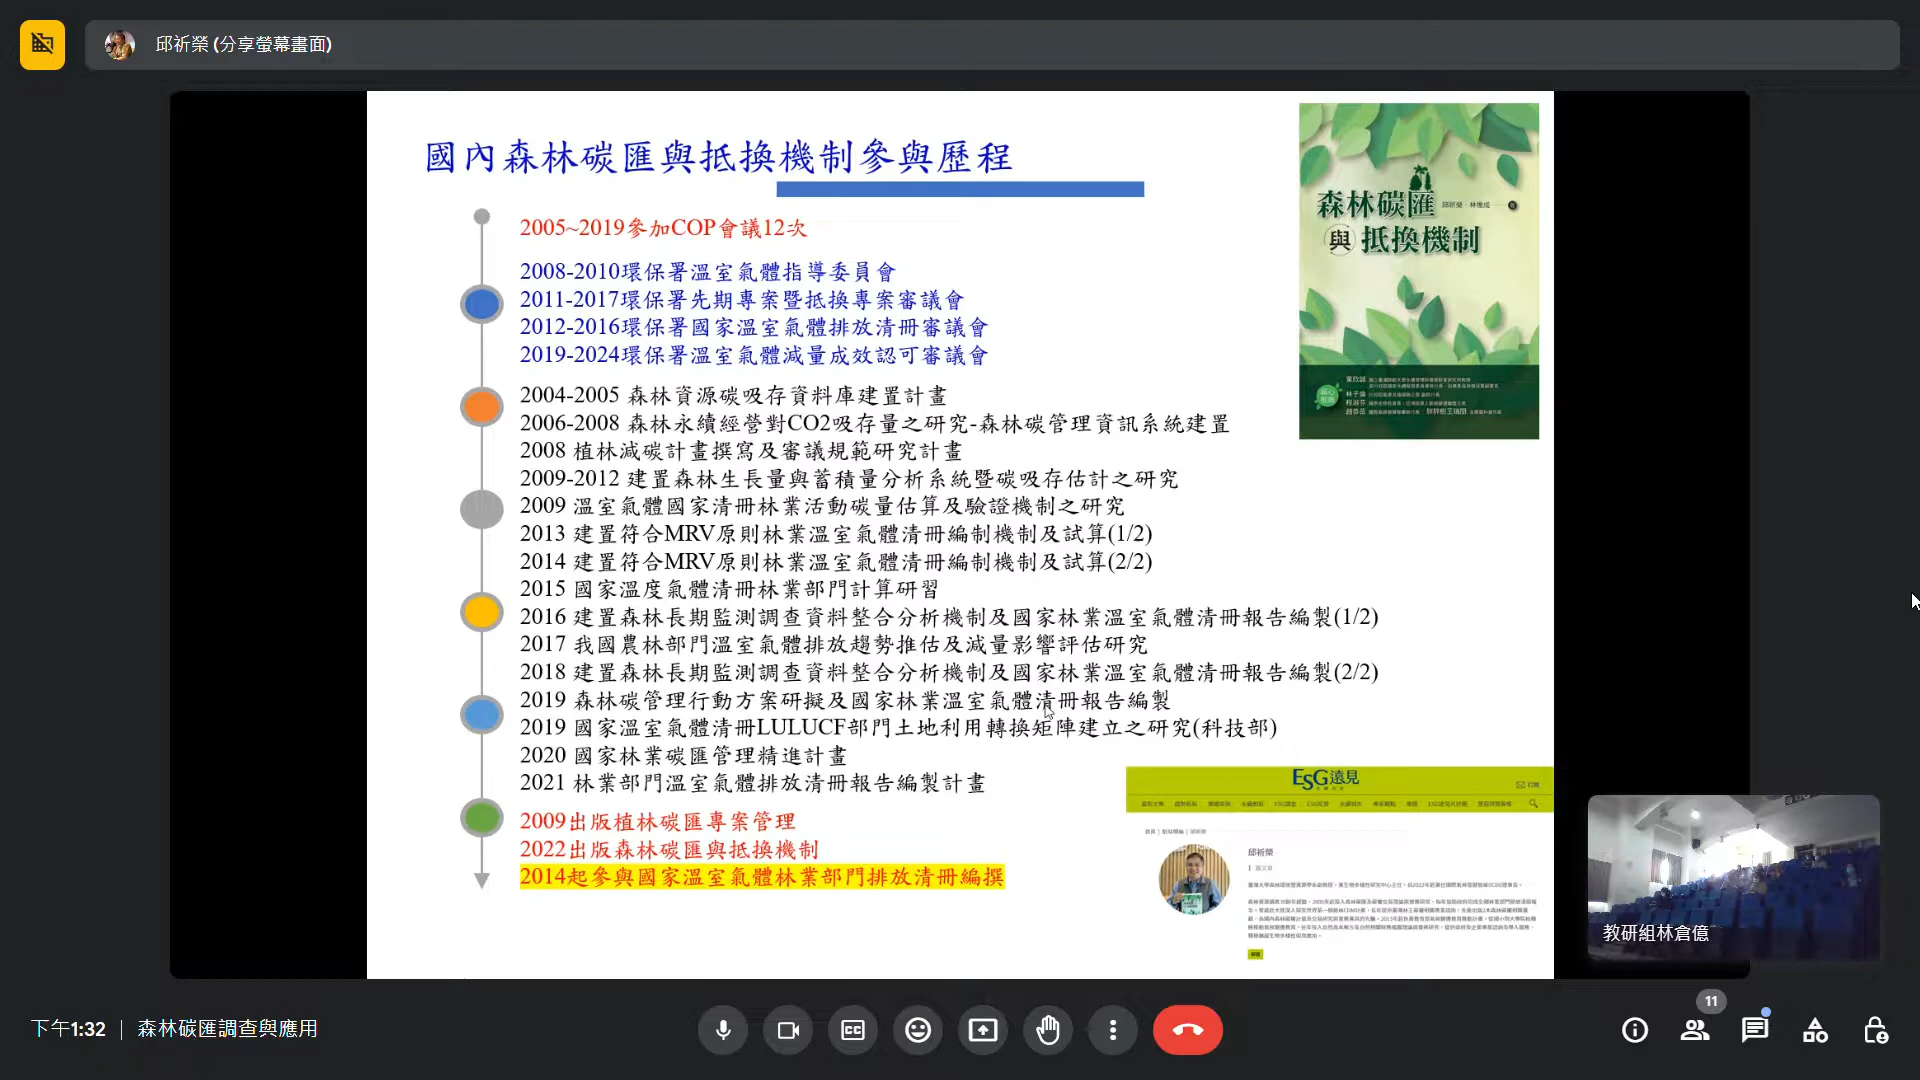 邱祈榮 (分享螢幕畫面)
國內森林碳匯與抵換機制參與歷程
2005~2019參加COP會議12次
2008-2010環保署溫室氣體指導委員會
2011-2017環保署先期專案暨抵換專案審議會
2012-2016環保署國家溫室氣體排放清冊審議會
2019-2024環保署溫室氣體減量成效認可審議會
2004-2005 森林資源碳吸存資料庫建置計畫
2006-2008 森林永續經營對CO2吸存量之研究-森林碳管理資訊系統建置
2008 植林減碳計畫撰寫及審議規範研究計畫
2009-2012 建置森林生長量與蓄積量分析系統暨碳吸存估計之研究
2009 溫室氣體國家清冊林業活動碳量估算及驗證機制之研究
2013 建置符合MRV原則林業溫室氣體清冊編制機制及試算(1/2)
2014 建置符合MRV原則林業溫室氣體清冊編制機制及試算(2/2)
2015 國家溫度氣體清冊林業部門計算研習
2016 建置森林長期監測調查資料整合分析機制及國家林業溫室氣體清冊報告編製(1/2)
2017 我國農林部門溫室氣體排放趨勢推估及減量影響評估研究
2018 建置森林長期監測調查資料整合分析機制及國家林業溫室氣體清冊報告編製(2/2)
2019 森林碳管理行動方案研擬及國家林業溫室氣體清冊報告編製
2019 國家溫室氣體清冊LULUCF部門土地利用轉換矩陣建立之研究(科技部)
2020 國家林業碳匯管理精進計畫
2021 林業部門溫室氣體排放清冊報告編製計畫
2009出版植林碳匯專案管理
2022出版森林碳匯與抵換機制
2014起參與國家溫室氣體林業部門排放清冊編撰
森林碳匯
邱祈榮・林俊成
與抵換機制
ESG遠見
邱祈榮
教研組林倉億
11
下午1:32
森林碳匯調查與應用